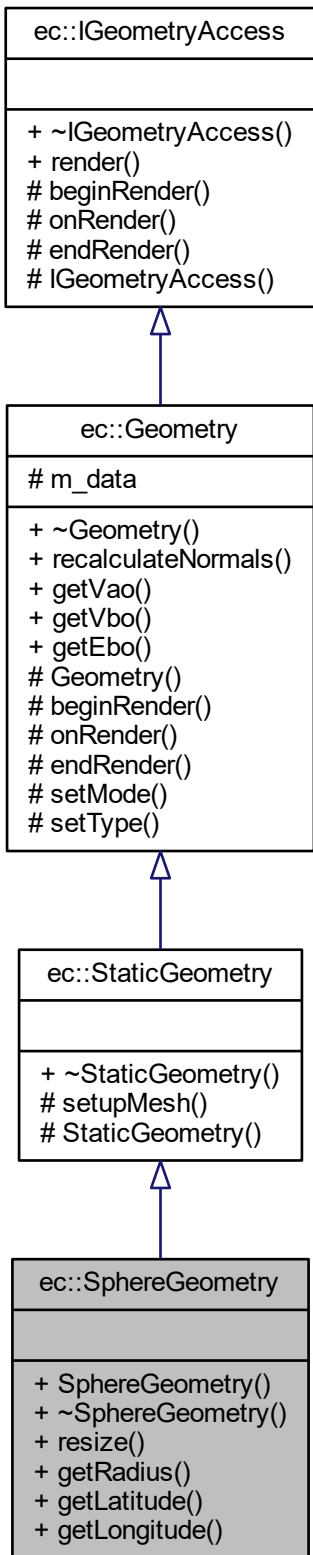 ec::IGeometryAccess
+ ~IGeometryAccess()
+ render()
# beginRender()
# onRender()
# endRender()
# IGeometryAccess()
ec::Geometry
# m_data
+ ~Geometry()
+ recalculateNormals()
+ getVao()
+ getVbo()
+ getEbo()
# Geometry()
# beginRender()
# onRender()
# endRender()
# setMode()
# setType()
ec::StaticGeometry
+ ~StaticGeometry()
# setupMesh()
# StaticGeometry()
ec::SphereGeometry
+ SphereGeometry()
+ ~SphereGeometry()
+ resize()
+ getRadius()
+ getLatitude()
+ getLongitude()